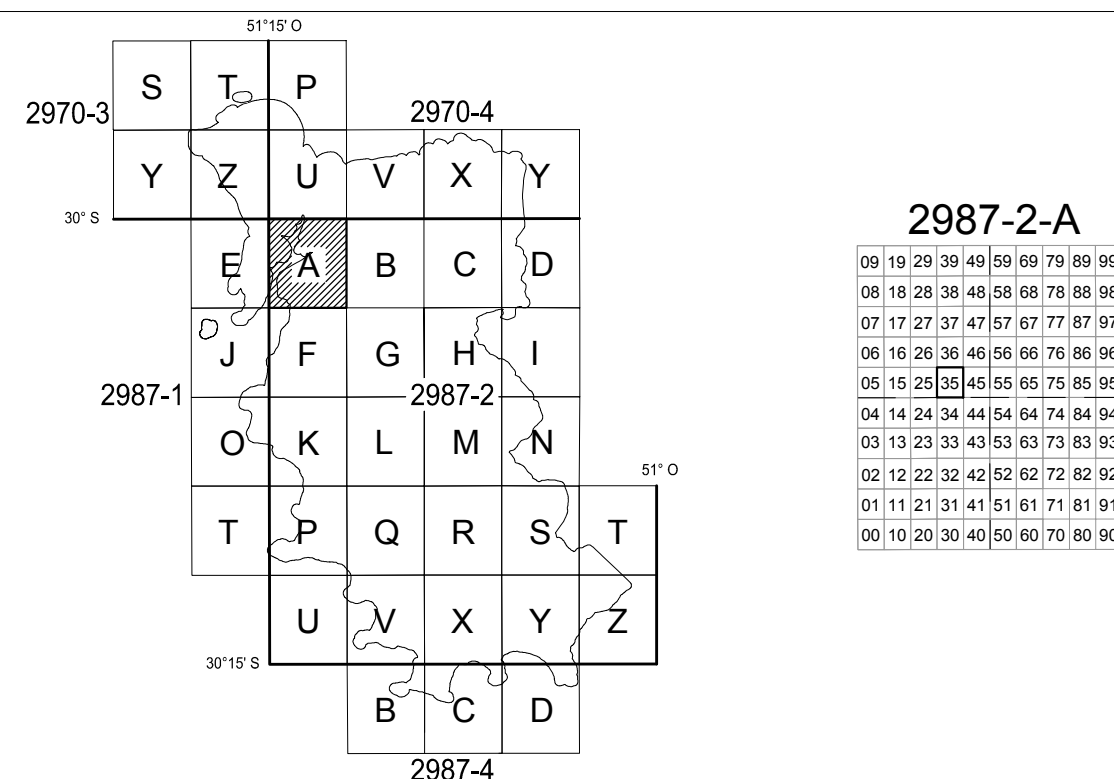 51°15' O
S T P
2970-3 2970-4
Y Z U V X Y
30° S
E A B C D
J F G H I
2987-1 2987-2
O K L M N
51° O
T P Q R S T
U V X Y Z
30°15' S
B C D
2987-4
2987-2-A
09 19 29 39 49 59 69 79 89 99
08 18 28 38 48 58 68 78 88 98
07 17 27 37 47 57 67 77 87 97
06 16 26 36 46 56 66 76 86 96
05 15 25 35 45 55 65 75 85 95
04 14 24 34 44 54 64 74 84 94
03 13 23 33 43 53 63 73 83 93
02 12 22 32 42 52 62 72 82 92
01 11 21 31 41 51 61 71 81 91
00 10 20 30 40 50 60 70 80 90